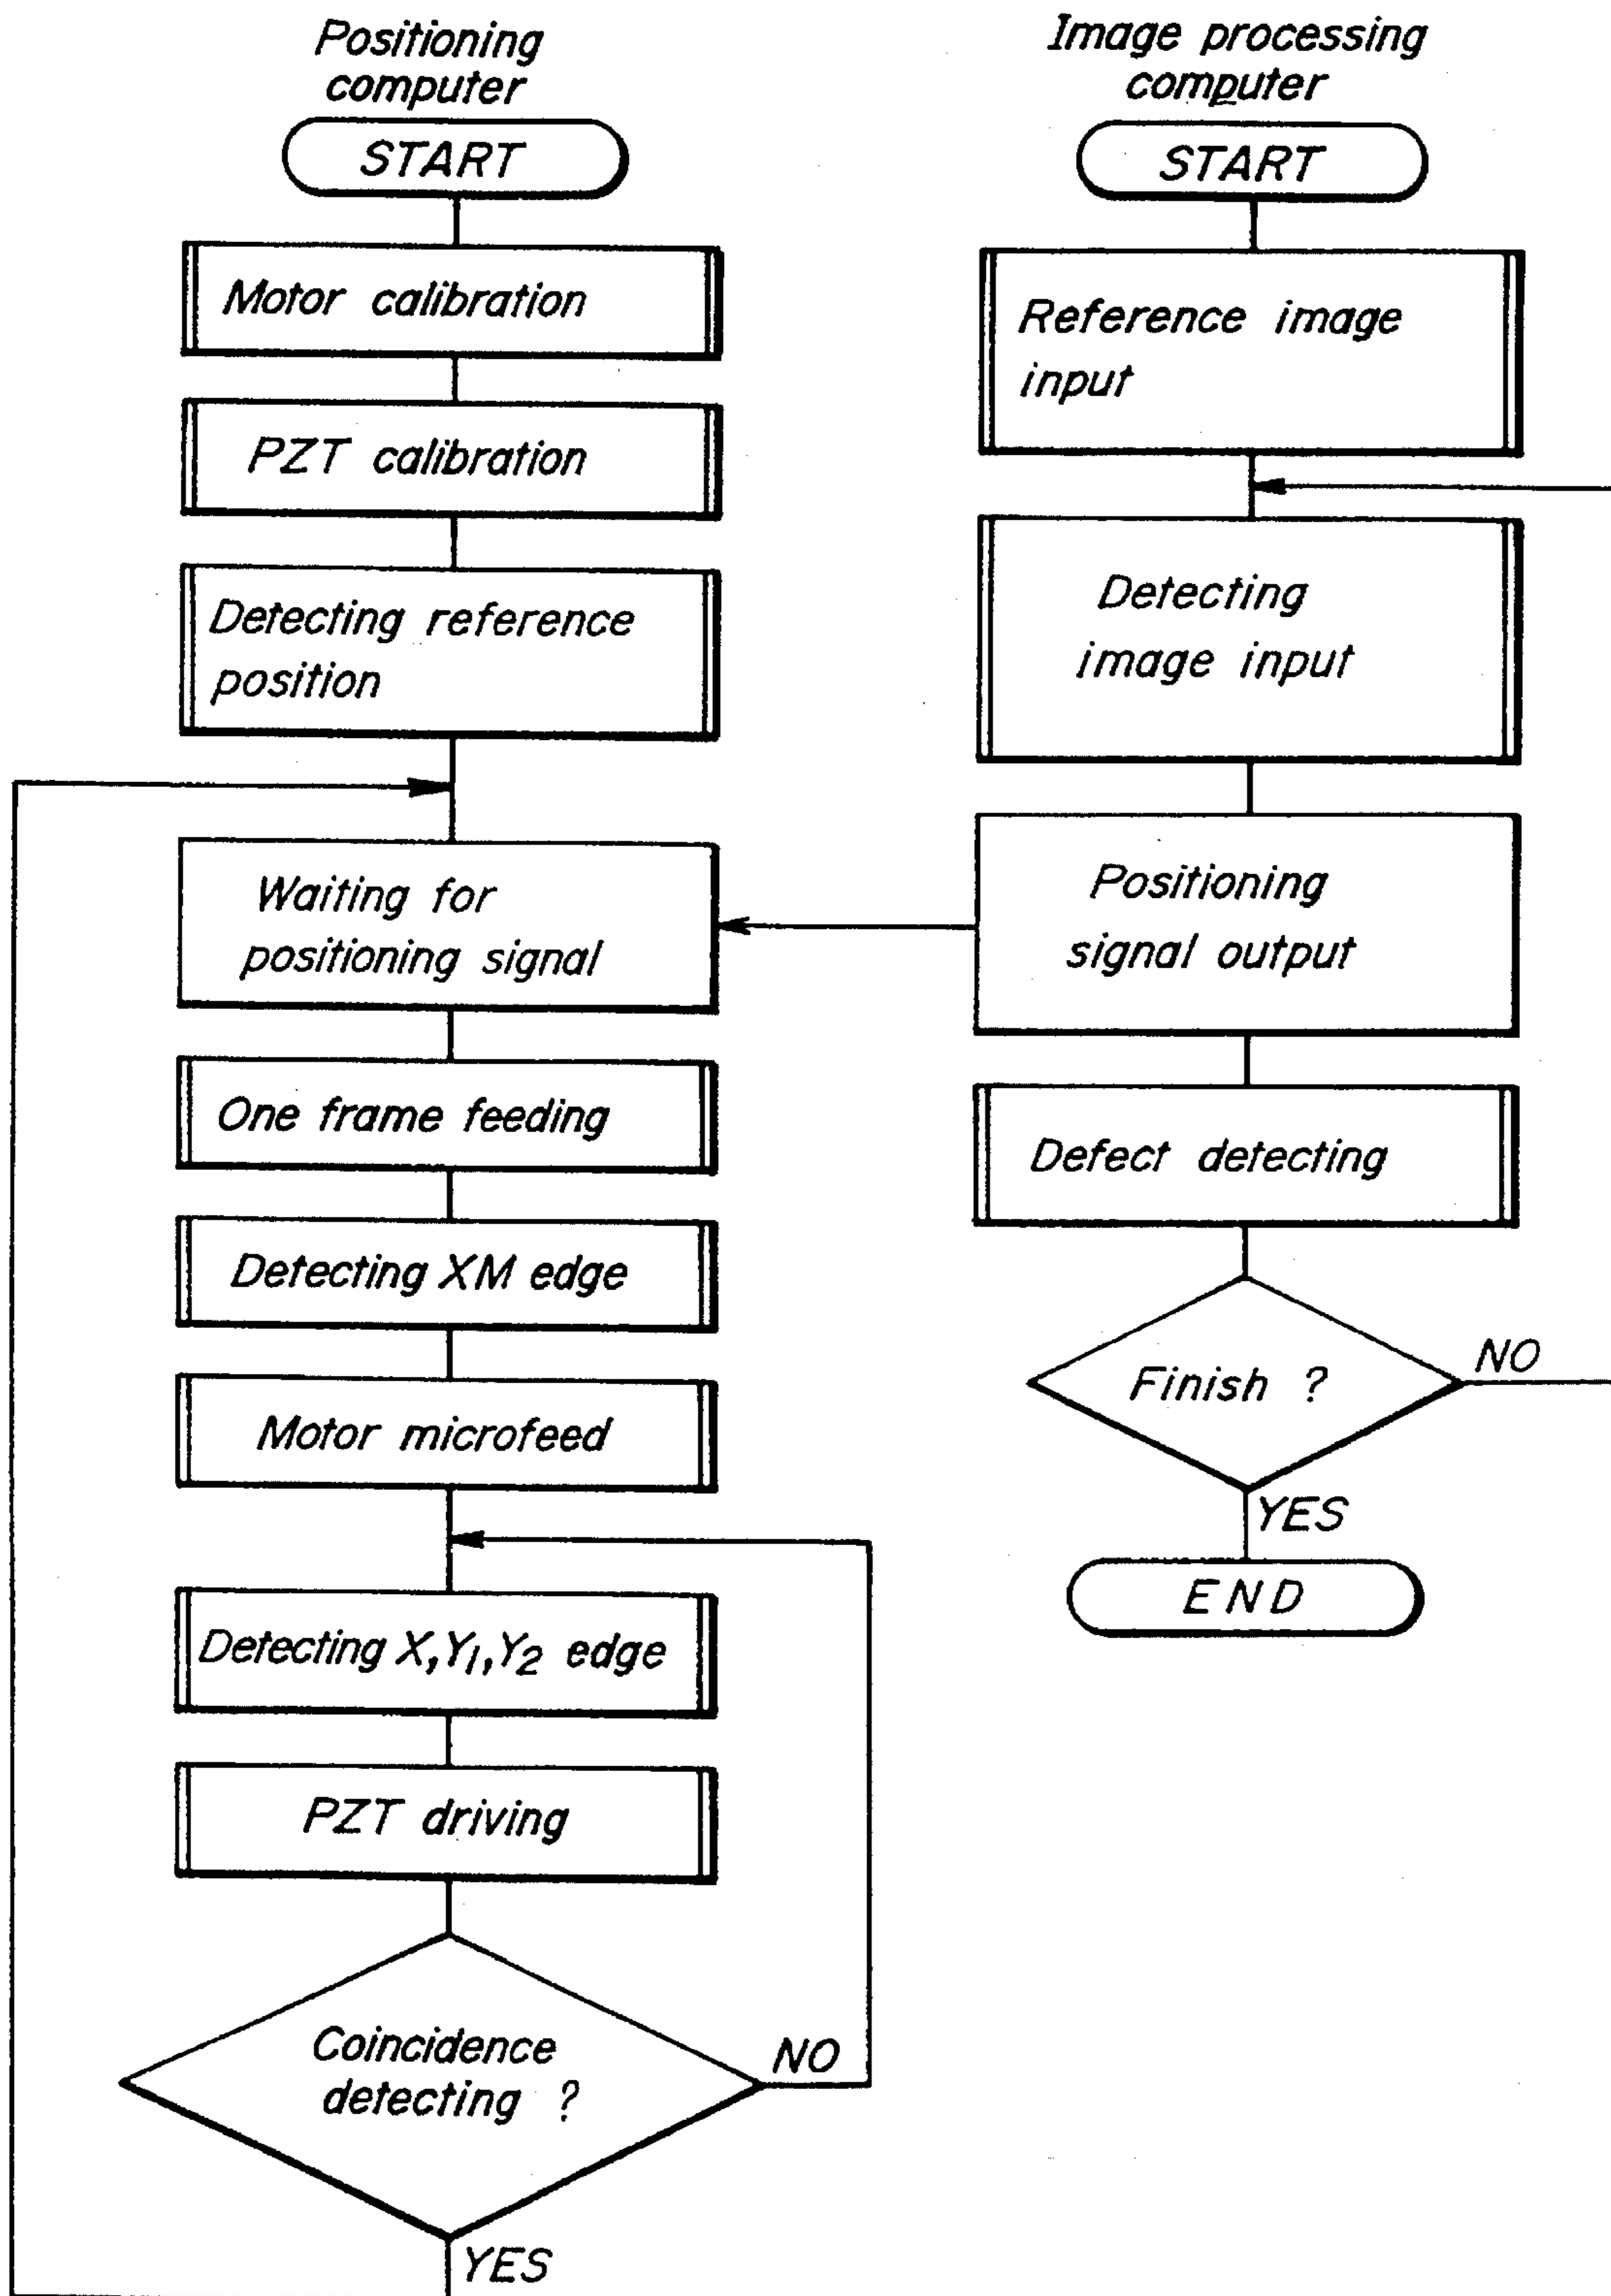 Positioning
computer
START
Motor calibration
PZT calibration
Detecting reference
position
Waiting for
positioning signal
One frame feeding
Detecting XM edge
Motor microfeed
Detecting X,Y1,Y2 edge
PZT driving
Coincidence
detecting ?
NO
YES
Image processing
computer
START
Reference image
input
Detecting
image input
Positioning
signal output
Defect detecting
Finish ?
NO
YES
END